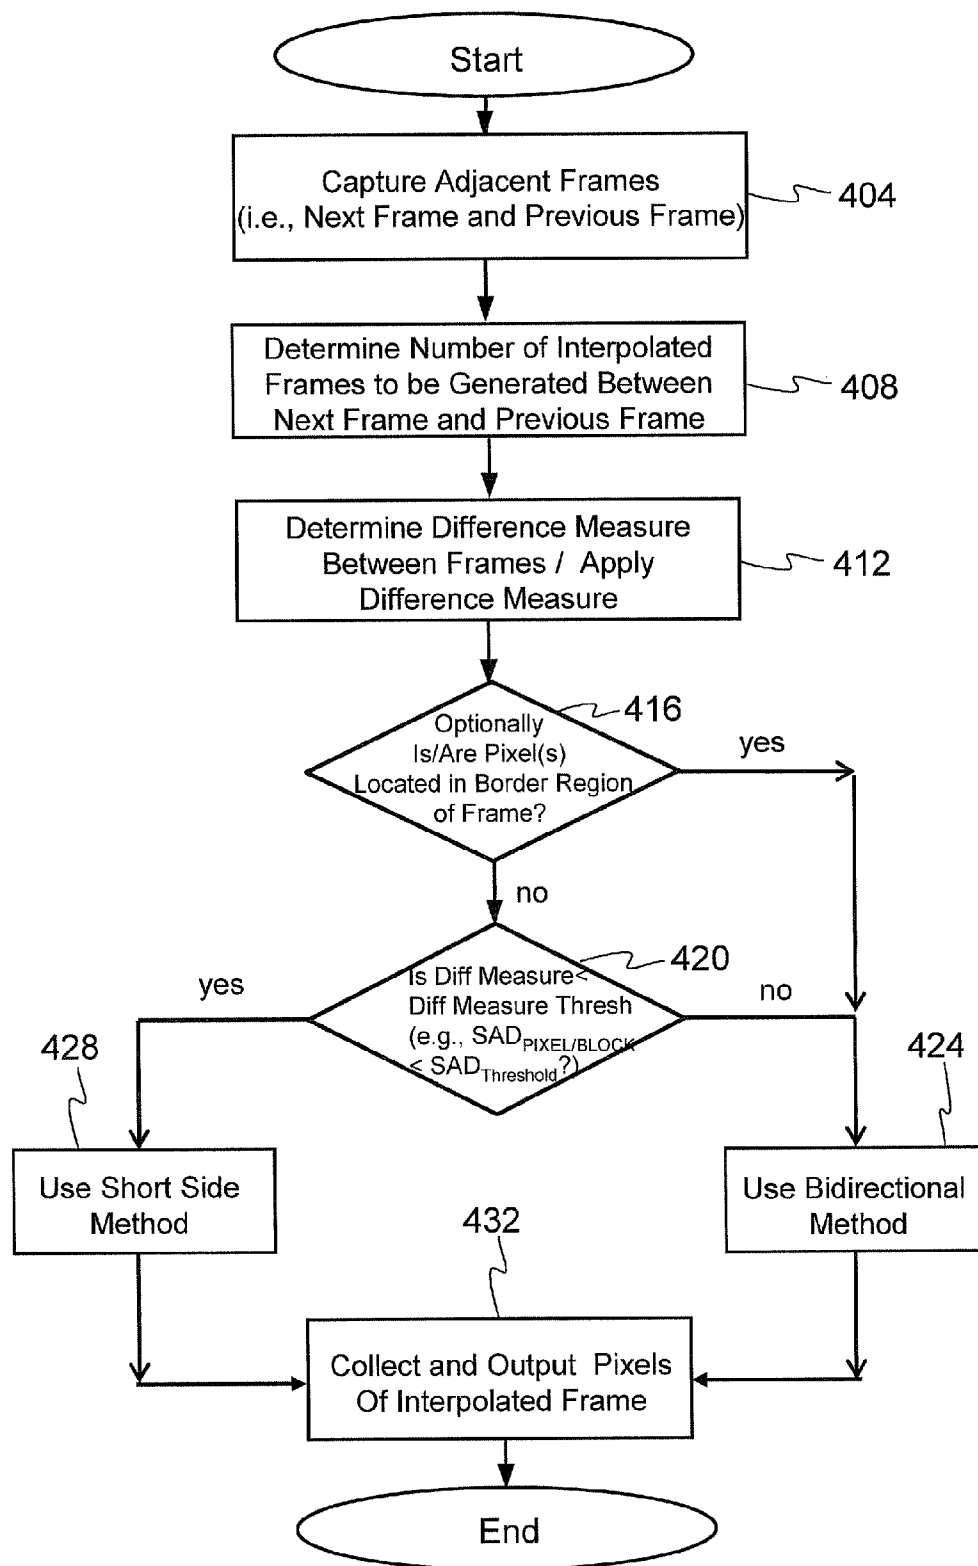 Start
Capture Adjacent Frames
(i.e., Next Frame and Previous Frame)
404
Determine Number of Interpolated
Frames to be Generated Between
Next Frame and Previous Frame
408
Determine Difference Measure
Between Frames / Apply
Difference Measure
412
416
Optionally
Is/Are Pixel(s)
Located in Border Region
of Frame?
yes
no
420
Is Diff Measure<
Diff Measure Thresh
(e.g., SADPIXEL/BLOCK
< SADThreshold?)
yes
no
428
424
Use Short Side
Method
Use Bidirectional
Method
432
Collect and Output Pixels
Of Interpolated Frame
End